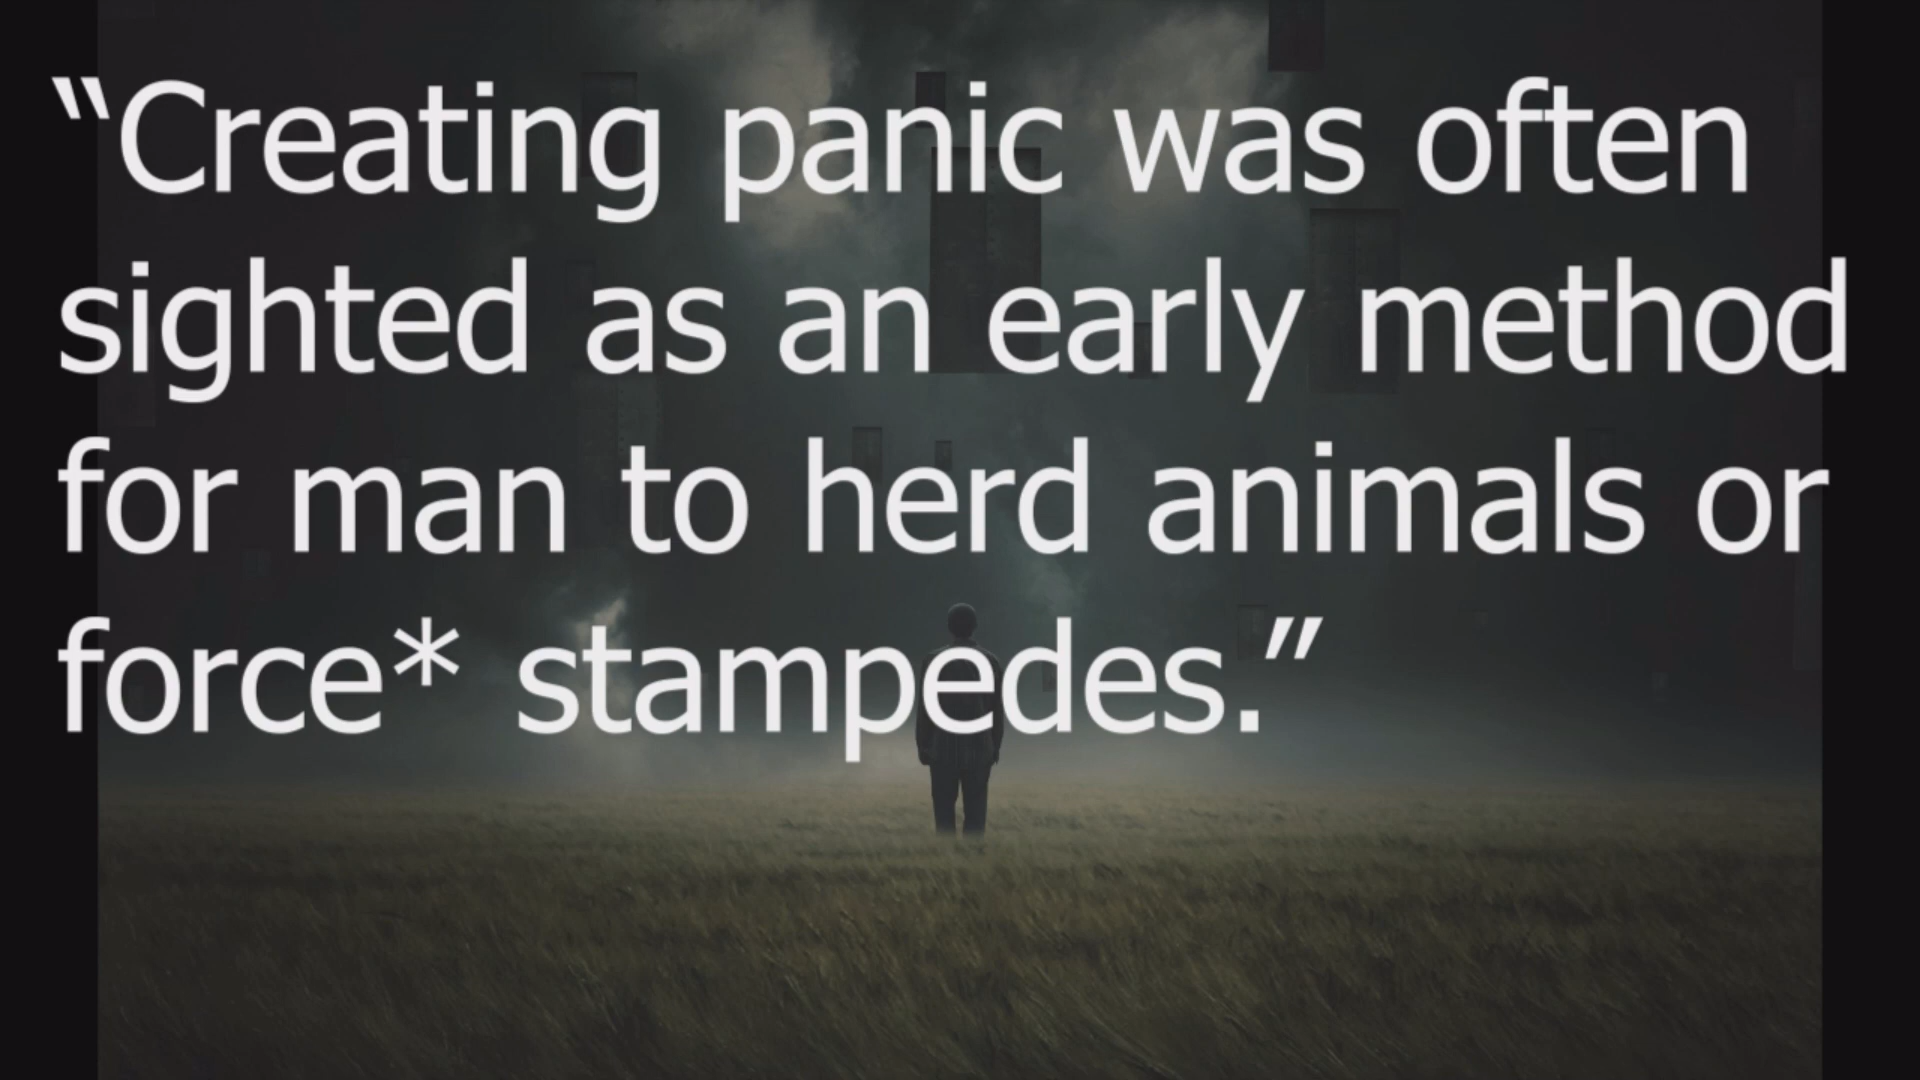 “Creating panic was often
sighted as an early method
for man to herd animals or
force* stampedes.”